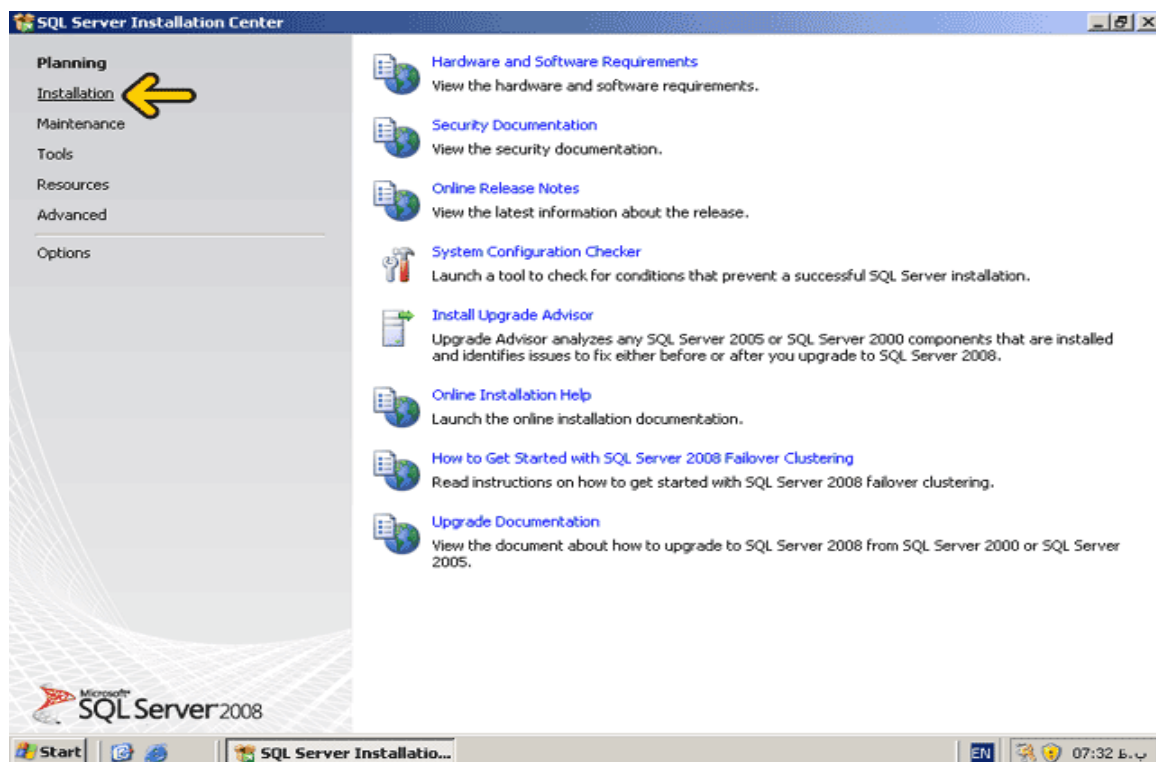 SQL Server Installation Center
Planning
Installation
Maintenance
Tools
Resources
Advanced
Options
Hardware and Software Requirements
View the hardware and software requirements.
Security Documentation
View the security documentation.
Online Release Notes
View the latest information about the release.
System Configuration Checker
Launch a tool to check for conditions that prevent a successful SQL Server installation.
Install Upgrade Advisor
Upgrade Advisor analyzes any SQL Server 2005 or SQL Server 2000 components that are installed
and identifies issues to fix either before or after you upgrade to SQL Server 2008.
Online Installation Help
Launch the online installation documentation.
How to Get Started with SQL Server 2008 Failover Clustering
Read instructions on how to get started with SQL Server 2008 failover clustering.
Upgrade Documentation
View the document about how to upgrade to SQL Server 2008 from SQL Server 2000 or SQL Server
2005.
Microsoft
SQL Server 2008
Start
SQL Server Installatio...
EN
07:32 ب.ظ